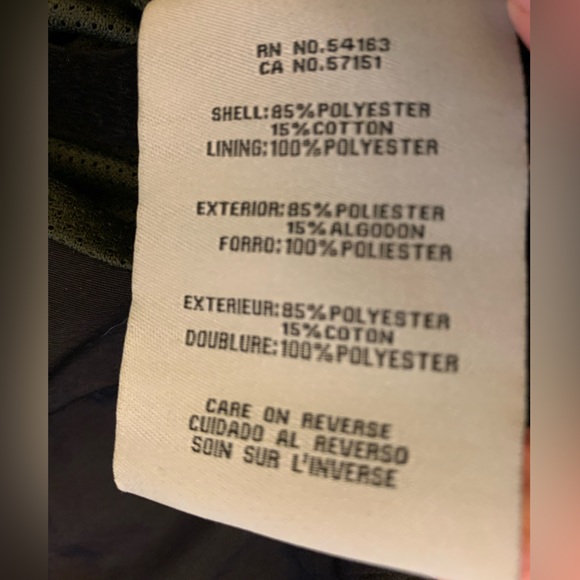 RN NO.54163
CA NO.57151
SHELL:85%POLYESTER
15%COTTON
LINING:100%POLYESTER
EXTERIOR:85%POLIESTER
15%ALGODON
FORRO:100%POLIESTER
EXTERIEUR:85%POLYESTER
15%COTON
DOUBLURE:100%POLYESTER
CARE ON REVERSE
CUIDADO AL REVERSO
SOIN SUR L'INVERSE